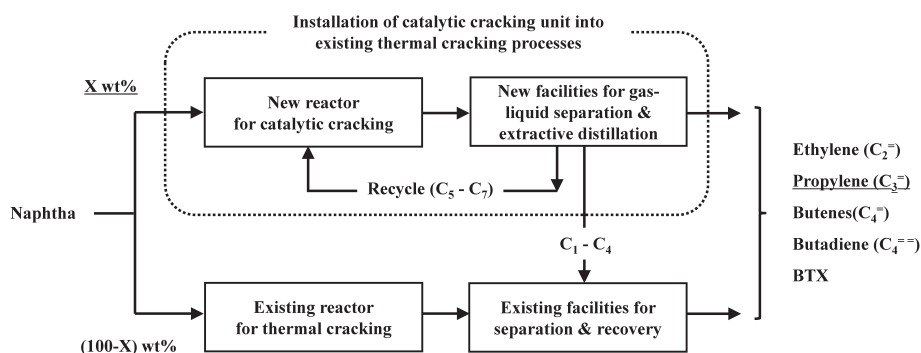 Installation of catalytic cracking unit into
existing thermal cracking processes
X wt%
New reactor
for catalytic cracking
New facilities for gas-
liquid separation &
extractive distillation
Recycle (C₅ - C₇)
Naphtha
C₁ - C₄
Existing reactor
for thermal cracking
Existing facilities for
separation & recovery
(100-X) wt%
Ethylene (C₂⁼)
Propylene (C₃⁼)
Butenes(C₄⁼)
Butadiene (C₄⁼ ⁼)
BTX